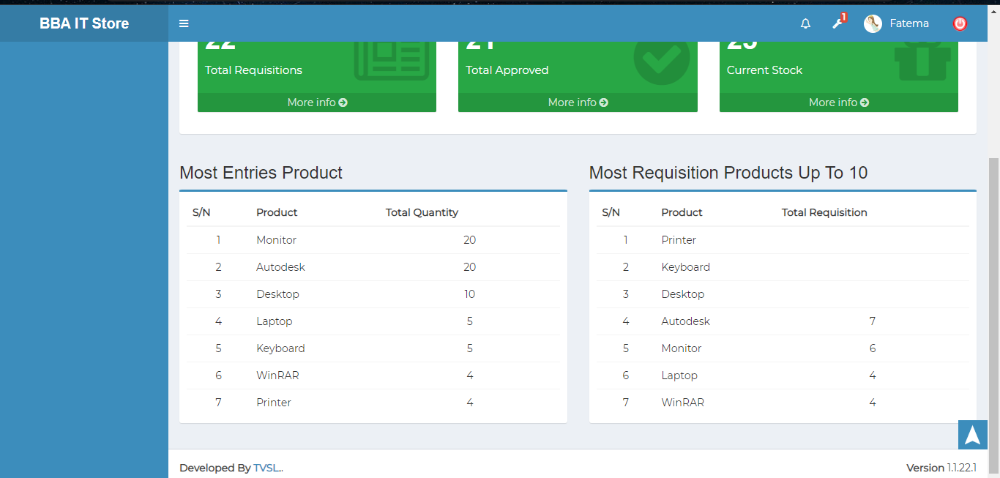 BBA IT Store
1
Fatema
22 21 25
Total Requisitions Total Approved Current Stock
More info More info More info
Most Entries Product
S/N Product Total Quantity
1 Monitor 20
2 Autodesk 20
3 Desktop 10
4 Laptop 5
5 Keyboard 5
6 WinRAR 4
7 Printer 4
Most Requisition Products Up To 10
S/N Product Total Requisition
1 Printer
2 Keyboard
3 Desktop
4 Autodesk 7
5 Monitor 6
6 Laptop 4
7 WinRAR 4
Developed By TVSL..
Version 1.1.22.1